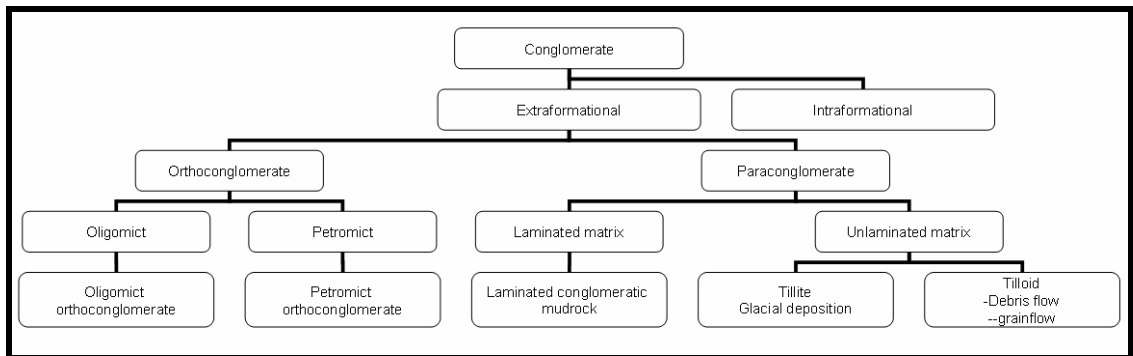 Conglomerate
Extraformational
Intraformational
Orthoconglomerate
Paraconglomerate
Oligomict
Petromict
Laminated matrix
Unlaminated matrix
Oligomict
orthoconglomerate
Petromict
orthoconglomerate
Laminated conglomeratic
mudrock
Tillite
Glacial deposition
Tilloid
-Debris flow
--grainflow